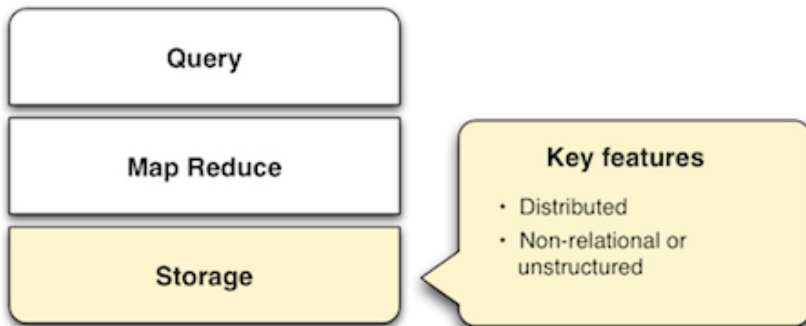 Query
Map Reduce
Storage
Key features
• Distributed
• Non-relational or
unstructured